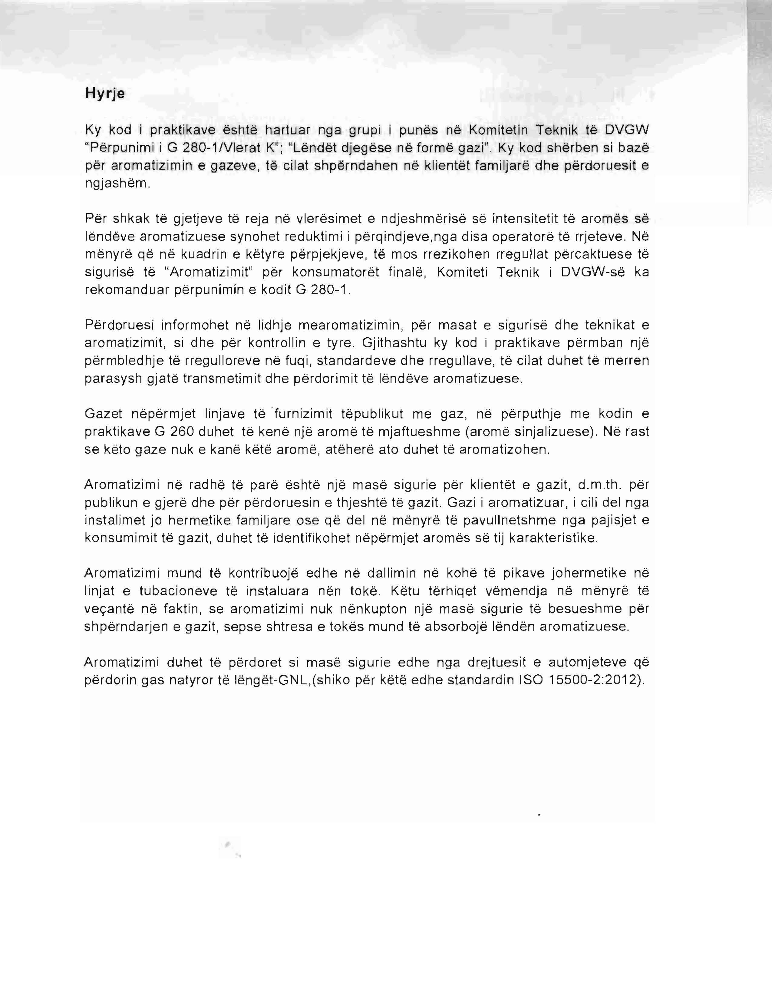 Hyrje
Ky kod i praktikave është hartuar nga grupi i punës në Komitetin Teknik të DVGW
“Përpunimi i G 280-1/Vlerat K”; “Lëndët djegëse në formë gazi”. Ky kod shërben si bazë
për aromatizimin e gazeve, të cilat shpërndahen në klientët familjarë dhe përdoruesit e
ngjashëm.
Për shkak të gjetjeve të reja në vlerësimet e ndjeshmërisë së intensitetit të aromës së
lëndëve aromatizuese synohet reduktimi i përqindjeve,nga disa operatorë të rrjeteve. Në
mënyrë që në kuadrin e këtyre përpjekjeve, të mos rrezikohen rregullat përcaktuese të
sigurisë të “Aromatizimit” për konsumatorët finalë, Komiteti Teknik i DVGW-së ka
rekomanduar përpunimin e kodit G 280-1.
Përdoruesi informohet në lidhje mearomatizimin, për masat e sigurisë dhe teknikat e
aromatizimit, si dhe për kontrollin e tyre. Gjithashtu ky kod i praktikave përmban një
përmbledhje të rregulloreve në fuqi, standardeve dhe rregullave, të cilat duhet të merren
parasysh gjatë transmetimit dhe përdorimit të lëndëve aromatizuese.
Gazet nëpërmjet linjave të furnizimit tëpublikut me gaz, në përputhje me kodin e
praktikave G 260 duhet të kenë një aromë të mjaftueshme (aromë sinjalizuese). Në rast
se këto gaze nuk e kanë këtë aromë, atëherë ato duhet të aromatizohen.
Aromatizimi në radhë të parë është një masë sigurie për klientët e gazit, d.m.th. për
publikun e gjerë dhe për përdoruesin e thjeshtë të gazit. Gazi i aromatizuar, i cili del nga
instalimet jo hermetike familjare ose që del në mënyrë të pavullnetshme nga pajisjet e
konsumimit të gazit, duhet të identifikohet nëpërmjet aromës së tij karakteristike.
Aromatizimi mund të kontribuojë edhe në dallimin në kohë të pikave johermetike në
linjat e tubacioneve të instaluara nën tokë. Këtu tërhiqet vëmendja në mënyrë të
veçantë në faktin, se aromatizimi nuk nënkupton një masë sigurie të besueshme për
shpërndarjen e gazit, sepse shtresa e tokës mund të absorbojë lëndën aromatizuese.
Aromatizimi duhet të përdoret si masë sigurie edhe nga drejtuesit e automjeteve që
përdorin gas natyror të lëngët-GNL,(shiko për këtë edhe standardin ISO 15500-2:2012).